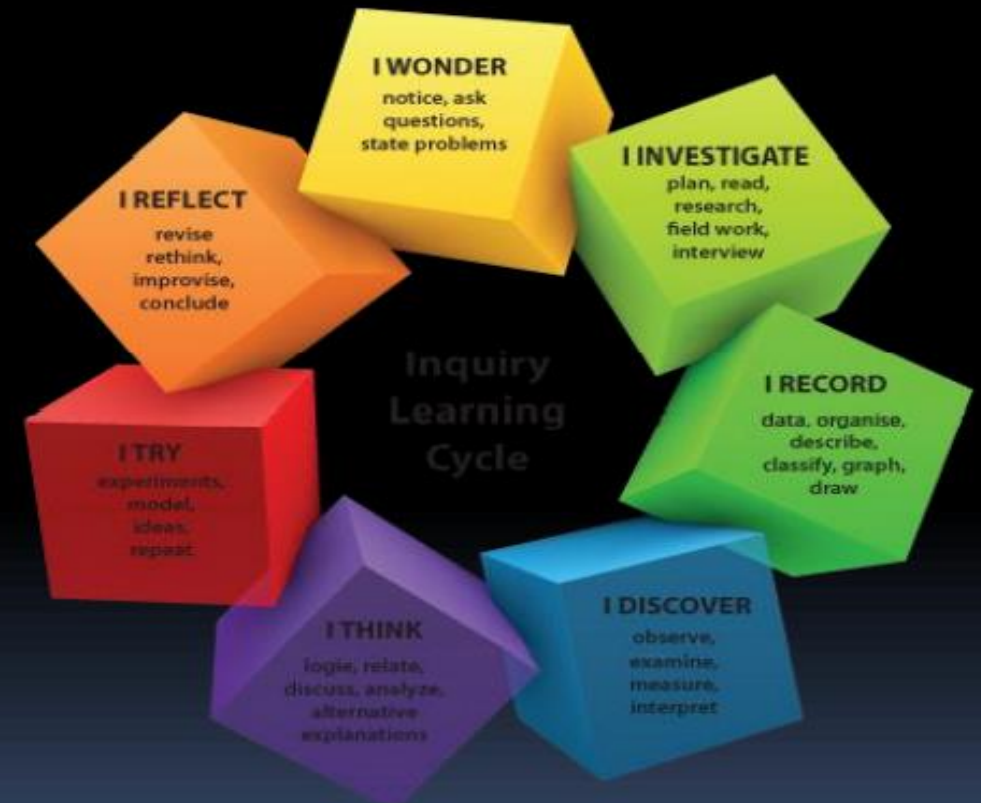 I WONDER
notice, ask
questions,
state problems
I INVESTIGATE
plan, read,
research,
field work,
interview
I RECORD
data, organise,
describe,
classify, graph,
draw
I DISCOVER
observe,
examine,
measure,
interpret
I THINK
logie, relate,
discuss, analyze,
alternative
explanations
I TRY
experiments,
model,
ideas,
repeat
I REFLECT
revise
rethink,
improvise,
conclude
Inquiry
Learning
Cycle